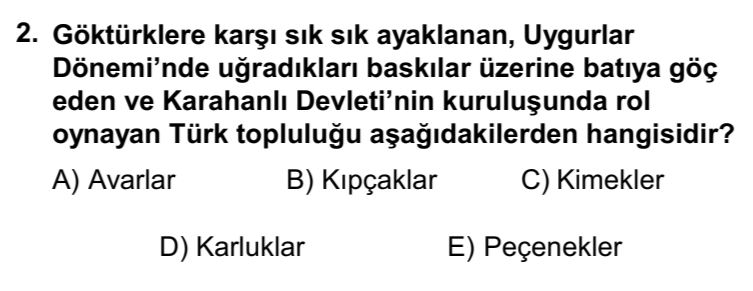 2. Göktürklere karşı sık sık ayaklanan, Uygurlar
Dönemi’nde uğradıkları baskılar üzerine batıya göç
eden ve Karahanlı Devleti’nin kuruluşunda rol
oynayan Türk topluluğu aşağıdakilerden hangisidir?
A) Avarlar B) Kıpçaklar C) Kimekler
D) Karluklar E) Peçenekler